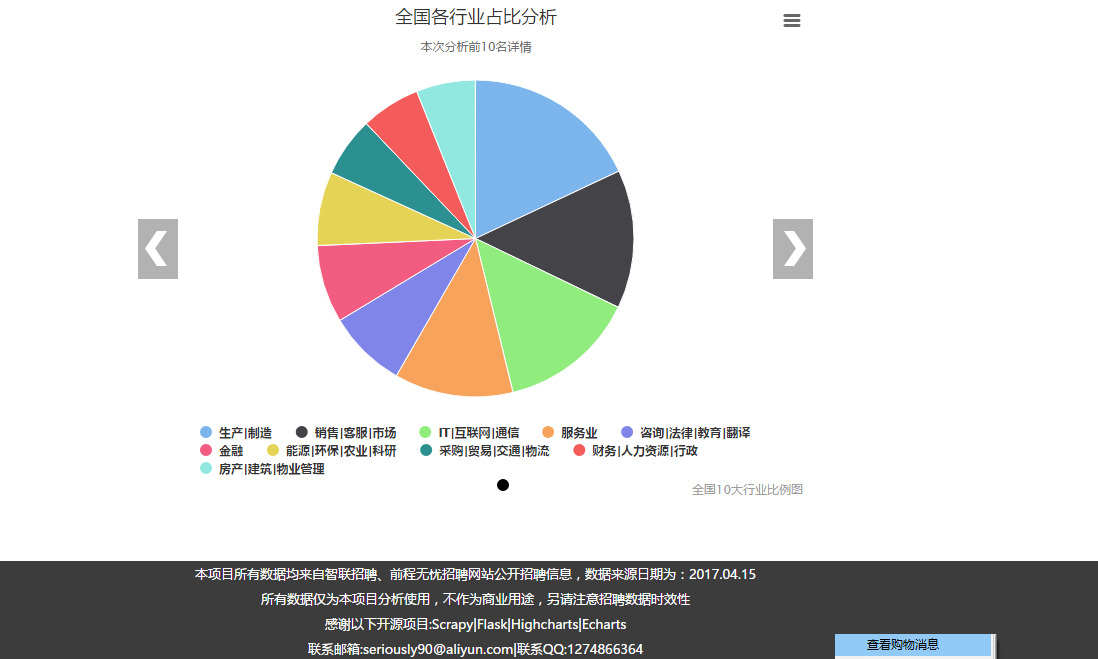 全国各行业占比分析
本次分析前10名详情
生产|制造 销售|客服|市场 IT|互联网|通信 服务业 咨询|法律|教育|翻译
金融 能源|环保|农业|科研 采购|贸易|交通|物流 财务|人力资源|行政
房产|建筑|物业管理
全国10大行业比例图
本项目所有数据均来自智联招聘、前程无忧招聘网站公开招聘信息，数据来源日期为：2017.04.15
所有数据仅为本项目分析使用，不作为商业用途，另请注意招聘数据时效性
感谢以下开源项目:Scrapy|Flask|Highcharts|Echarts
联系邮箱:seriously90@aliyun.com|联系QQ:1274866364
查看购物消息